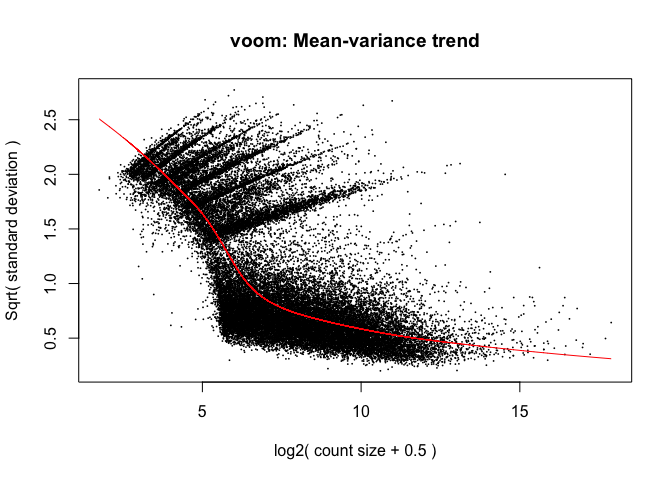 voom: Mean-variance trend
Sqrt( standard deviation )
2.5
2.0
1.5
1.0
0.5
5 10 15
log2( count size + 0.5 )